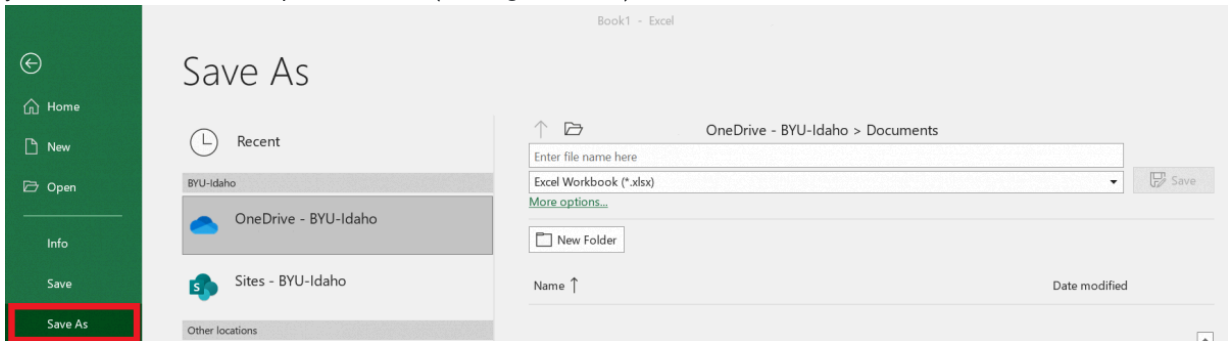 Book1 - Excel
Save As
Home
New
Open
Info
Save
Save As
Recent
BYU-Idaho
OneDrive - BYU-Idaho
Sites - BYU-Idaho
Other locations
OneDrive - BYU-Idaho > Documents
Enter file name here
Excel Workbook (*.xlsx)
Save
More options...
New Folder
Name ↑
Date modified